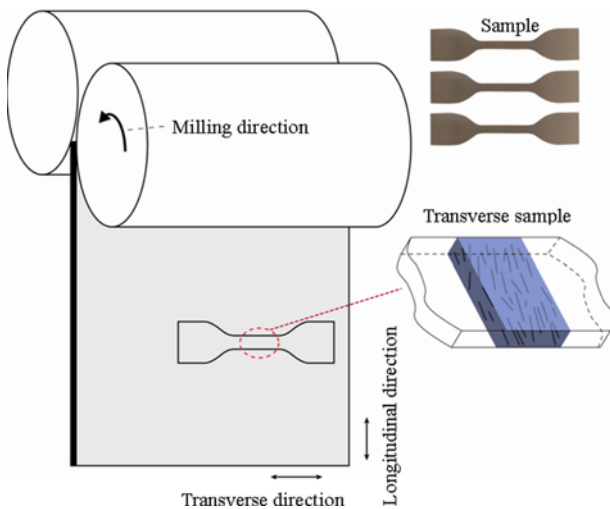 Sample
Milling direction
Transverse sample
Longitudinal direction
Transverse direction